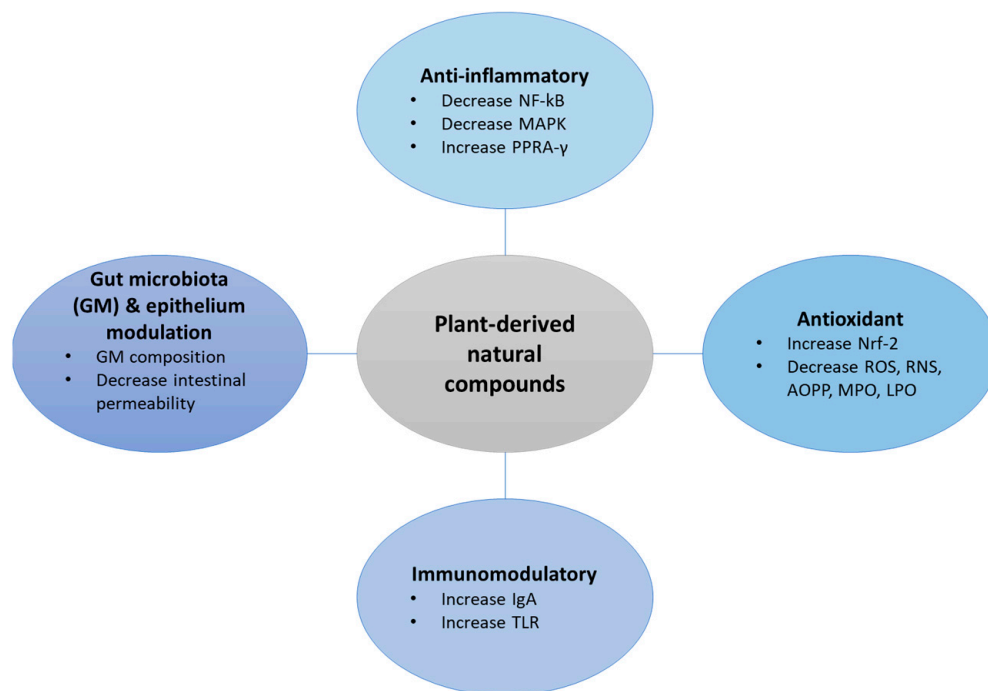 Anti-inflammatory
• Decrease NF-kB
• Decrease MAPK
• Increase PPRA-γ
Gut microbiota
(GM) & epithelium
modulation
• GM composition
• Decrease intestinal
permeability
Plant-derived
natural
compounds
Antioxidant
• Increase Nrf-2
• Decrease ROS, RNS,
AOPP, MPO, LPO
Immunomodulatory
• Increase IgA
• Increase TLR